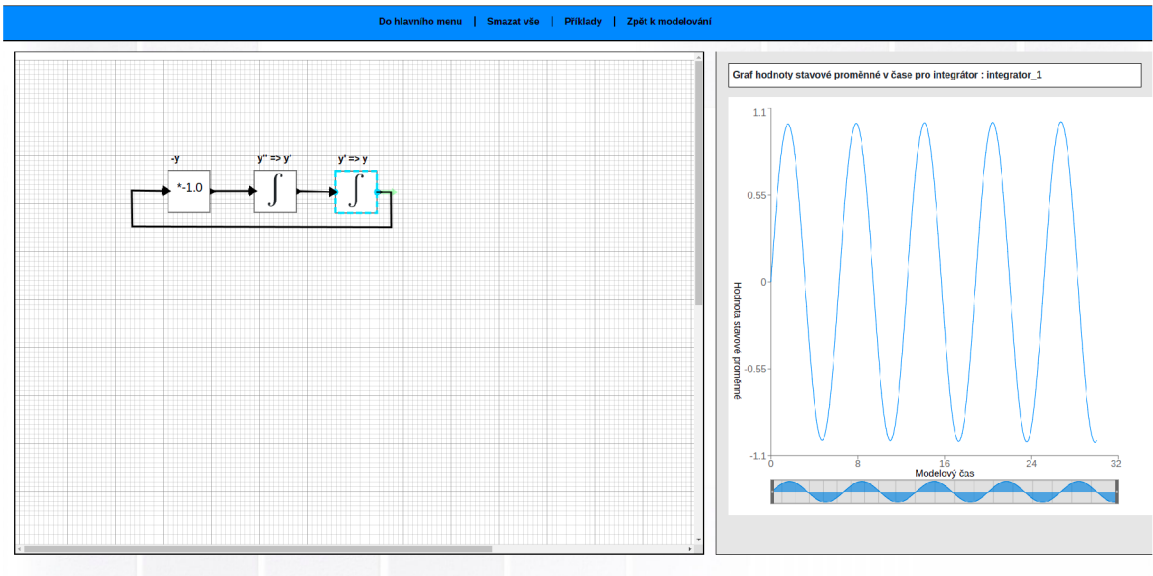 Do hlavního menu | Smazat vše | Příklady | Zpět k modelování
-y
y'' => y'
y' => y
*-1.0
∫
∫
Graf hodnoty stavové proměnné v čase pro integrátor : integrator_1
1.1
0.55
0
-0.55
-1.1
Hodnota stavové proměnné
0 8 16 24 32
Modelový čas